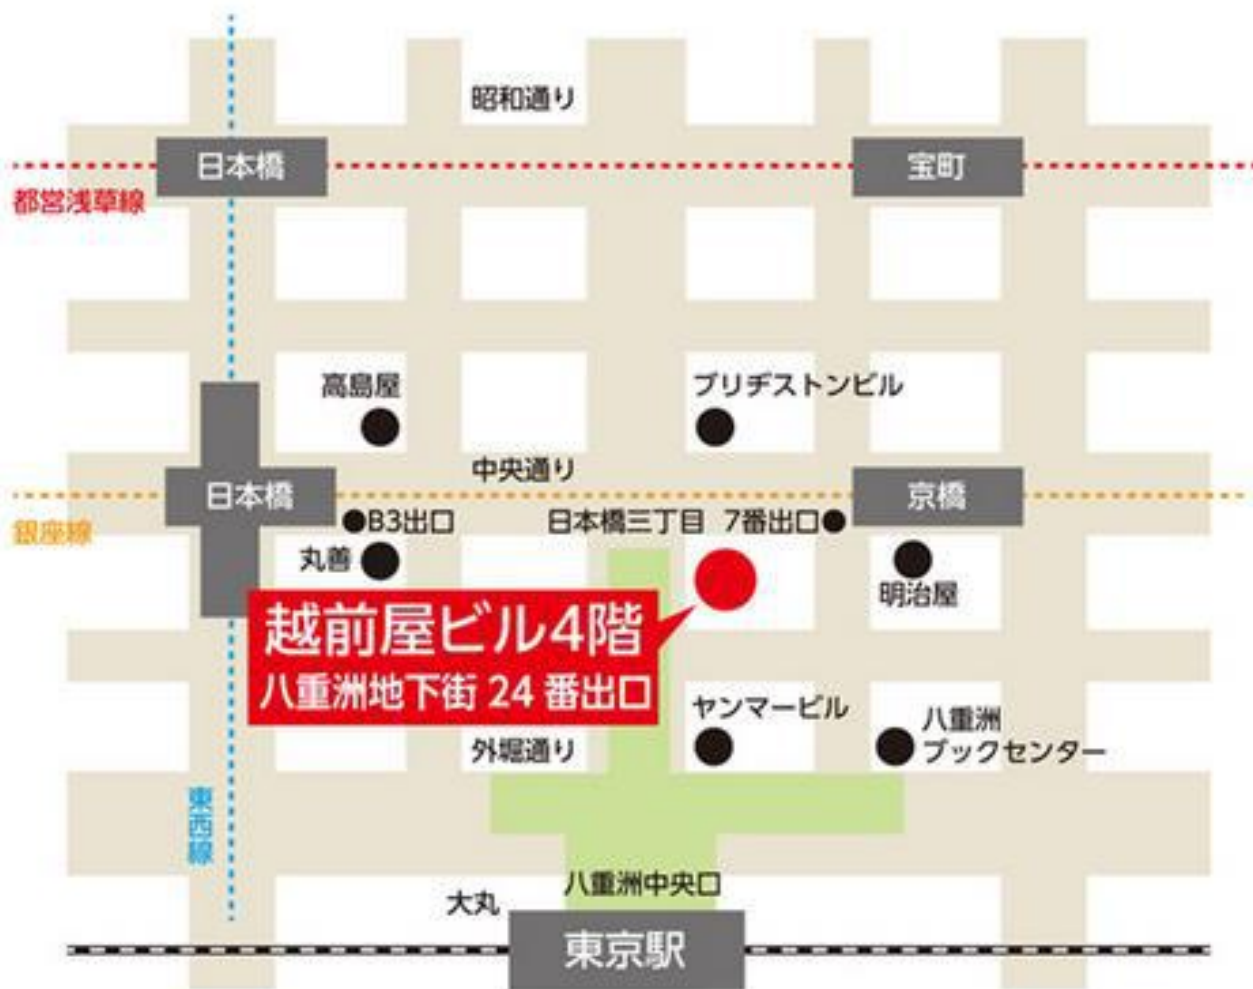 昭和通り
日本橋
宝町
都営浅草線
高島屋
ブリヂストンビル
中央通り
日本橋
京橋
銀座線
B3出口
日本橋三丁目 7番出口
丸善
明治屋
越前屋ビル4階
八重洲地下街 24 番出口
ヤンマービル
八重洲
ブックセンター
外堀通り
東西線
八重洲中央口
大丸
東京駅